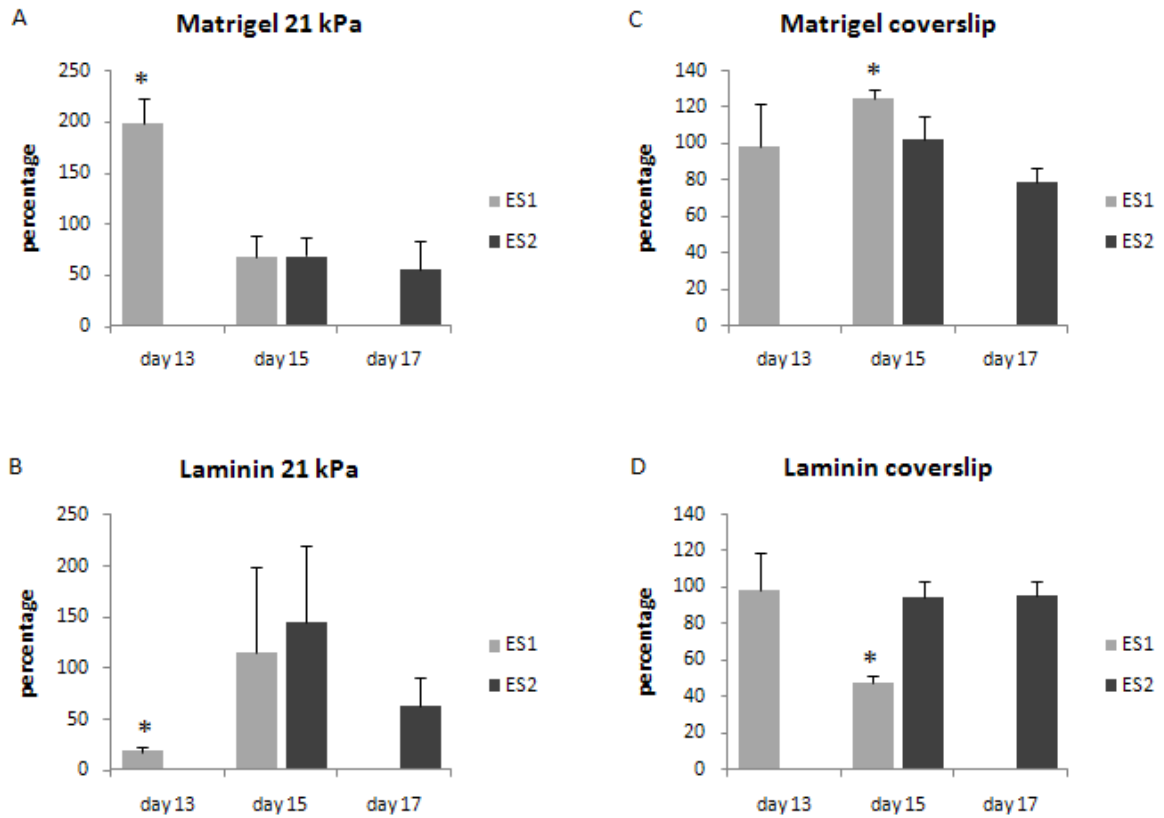 A
Matrigel 21 kPa
*
250
200
150
100
50
0
percentage
day 13
day 15
day 17
ES1
ES2
C
Matrigel coverslip
*
140
120
100
80
60
40
20
0
percentage
day 13
day 15
day 17
ES1
ES2
B
Laminin 21 kPa
250
200
150
100
50
0
percentage
*
day 13
day 15
day 17
ES1
ES2
D
Laminin coverslip
140
120
100
80
60
40
20
0
percentage
*
day 13
day 15
day 17
ES1
ES2